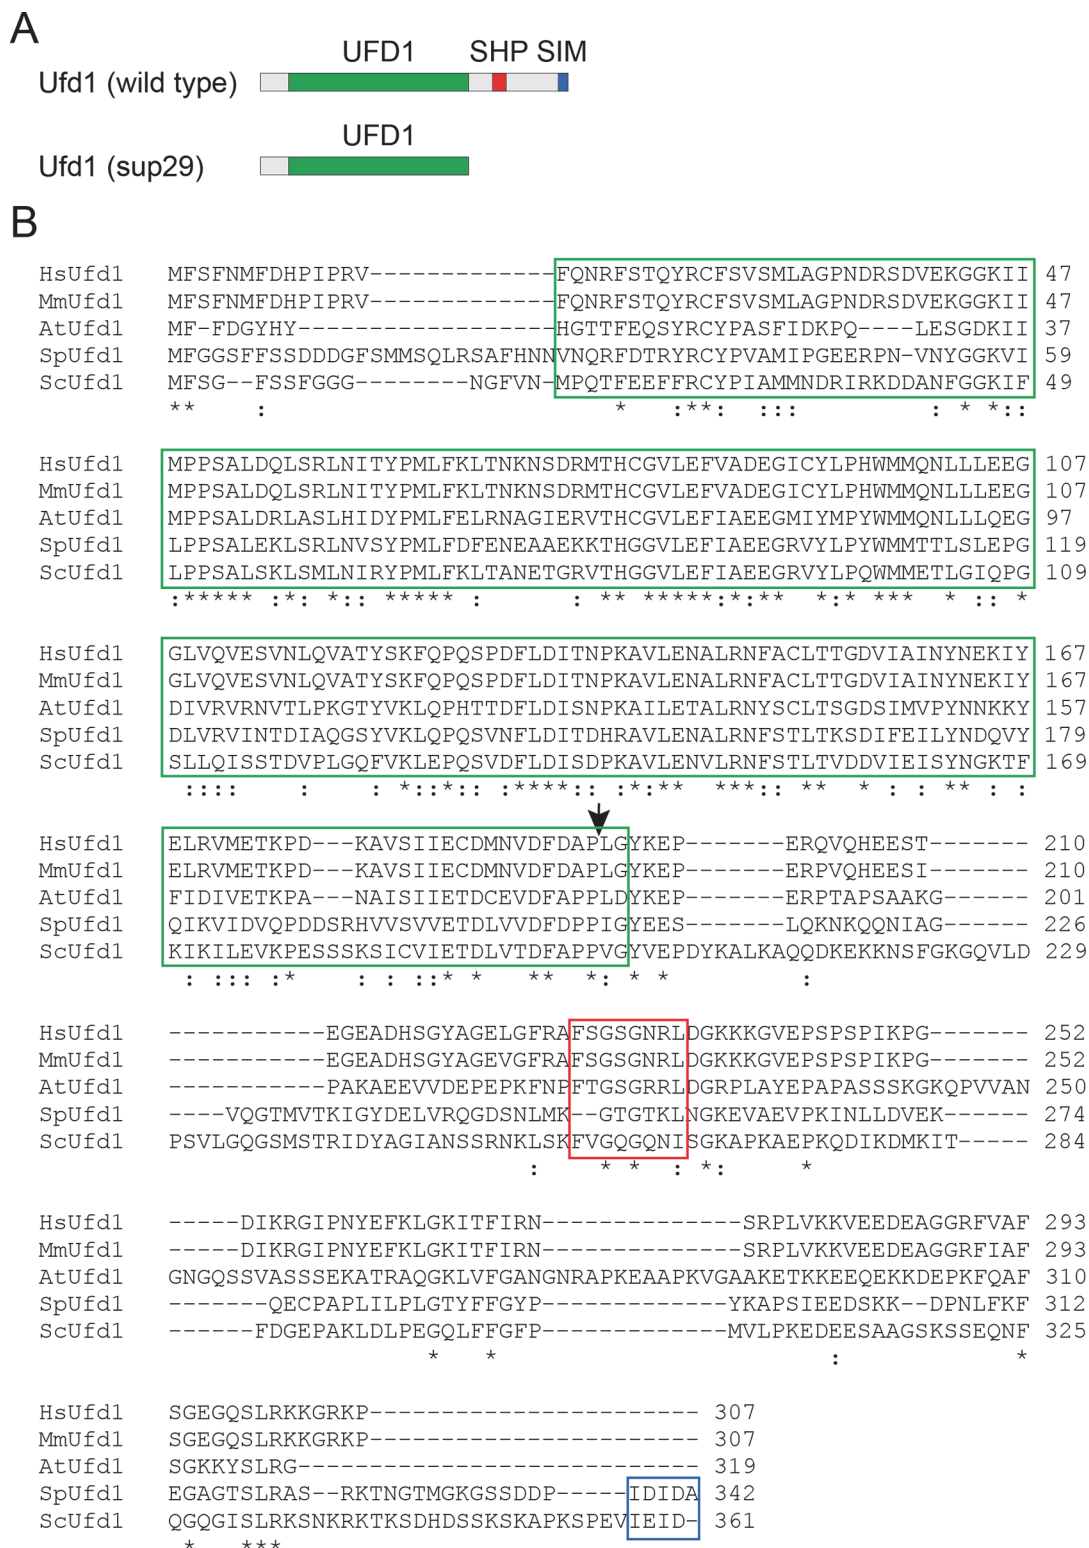 A
UFD1 SHP SIM
Ufd1 (wild type)
UFD1
Ufd1 (sup29)
B
HsUfd1 MFSFNMFDHPIPRV-------------FQNRFSTQYRCFSVSMLAGPNDRSDVEKGGKII 47
MmUfd1 MFSFNMFDHPIPRV-------------FQNRFSTQYRCFSVSMLAGPNDRSDVEKGGKII 47
AtUfd1 MF-FDGYHY------------------HGTTFEQSYRCYPASFIDKPQ----LESGDKII 37
SpUfd1 MFGGSFFSSDDDGFSMMSQLRSAFHNNVNQRFDTRYRCYPVAMIPGEERPN-VNYGGKVI 59
ScUfd1 MFSG--FSSFGGG--------NGFVN-MPQTFEEFFRCYPIAMMNDRIRKDDANFGGKIF 49
** : * :**: ::: : * *::
HsUfd1 MPPSALDQLSRLNITYPMLFKLTNKNSDRMTHCGVLEFVADEGICYLPHWMMQNLLLEEG 107
MmUfd1 MPPSALDQLSRLNITYPMLFKLTNKNSDRMTHCGVLEFVADEGICYLPHWMMQNLLLEEG 107
AtUfd1 MPPSALDRLASLHIDYPMLFELRNAGIERVTHCGVLEFIAEEGMIYMPYWMMQNLLLQEG 97
SpUfd1 LPPSALEKLSRLNVSYPMLFDFENEAAEKKTHGGVLEFIAEEGRVYLPYWMMTTLSLEPG 119
ScUfd1 LPPSALSKLSMLNIRYPMLFKLTANETGRVTHGGVLEFIAEEGRVYLPQWMMETLGIQPG 109
:***** :*: *:: ***** : : ** *****:*:** *:* *** * :: *
HsUfd1 GLVQVESVNLQVATYSKFQPQSPDFLDITNPKAVLENALRNFACLTTGDVIAINYNEKIY 167
MmUfd1 GLVQVESVNLQVATYSKFQPQSPDFLDITNPKAVLENALRNFACLTTGDVIAINYNEKIY 167
AtUfd1 DIVRVRNVTLPKGTYVKLQPHTTDFLDISNPKAILETALRNYSCLTSGDSIMVPYNNKKY 157
SpUfd1 DLVRVINTDIAQGSYVKLQPQSVNFLDITDHRAVLENALRNFSTLTKSDIFEILYNDQVY 179
ScUfd1 SLLQISSTDVPLGQFVKLEPQSVDFLDISDPKAVLENVLRNFSTLTVDDVIEISYNGKTF 169
:::: : : *::*:: :****:: :*:** ***:: ** * : : ** : :
HsUfd1 ELRVMETKPD---KAVSIIECDMNVDFDAPLGYKEP-------ERQVQHEEST------- 210
MmUfd1 ELRVMETKPD---KAVSIIECDMNVDFDAPLGYKEP-------ERPVQHEESI------- 210
AtUfd1 FIDIVETKPA---NAISIIETDCEVDFAPPLDYKEP-------ERPTAPSAAKG------ 201
SpUfd1 QIKVIDVQPDDSRHVVSVVETDLVVDFDPPIGYEES-------LQKNKQQNIAG------ 226
ScUfd1 KIKILEVKPESSSKSICVIETDLVTDFAPPVGYVEPDYKALKAQQDKEKKNSFGKGQVLD 229
: ::: :* : : ::* * ** *: * * :
HsUfd1 -----------EGEADHSGYAGELGFRAFSGSGNRLDGKKKGVEPSPSPIKPG------- 252
MmUfd1 -----------EGEADHSGYAGEVGFRAFSGSGNRLDGKKKGVEPSPSPIKPG------- 252
AtUfd1 -----------PAKAEEVVDEPEPKFNPFTGSGRRLDGRPLAYEPAPASSSKGKQPVVAN 250
SpUfd1 ----VQGTMVTKIGYDELVRQGDSNLMK--GTGTKLNGKEVAEVPKINLLDVEK------ 274
ScUfd1 PSVLGQGSMSTRIDYAGIANSSRNKLSKFVGQGQNISGKAPKAEPKQDIKDMKIT----- 284
: * * : *: *
HsUfd1 -----DIKRGIPNYEFKLGKITFIRN--------------SRPLVKKVEEDEAGGRFVAF 293
MmUfd1 -----DIKRGIPNYEFKLGKITFIRN--------------SRPLVKKVEEDEAGGRFIAF 293
AtUfd1 GNGQSSVASSSEKATRAQGKLVFGANGNRAPKEAAPKVGAAKETKKEEQEKKDEPKFQAF 310
SpUfd1 -------QECPAPLILPLGTYFFGYP-------------YKAPSIEEDSKK--DPNLFKF 312
ScUfd1 ------FDGEPAKLDLPEGQLFFGFP-------------MVLPKEDEESAAGSKSSEQNF 325
* * : *
HsUfd1 SGEGQSLRKKGRKP----------------------- 307
MmUfd1 SGEGQSLRKKGRKP----------------------- 307
AtUfd1 SGKKYSLRG---------------------------- 319
SpUfd1 EGAGTSLRAS--RKTNGTMGKGSSDDP-----IDIDA 342
ScUfd1 QGQGISLRKSNKRKTKSDHDSSKSKAPKSPEVIEID- 361
* ***